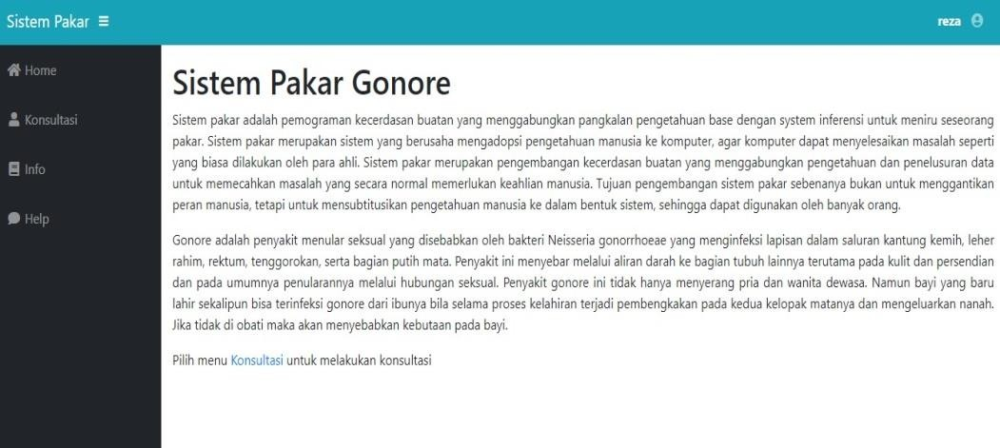 Sistem Pakar
reza
Home
Konsultasi
Info
Help
Sistem Pakar Gonore
Sistem pakar adalah pemograman kecerdasan buatan yang menggabungkan pangkalan pengetahuan base dengan system inferensi untuk meniru seseorang
pakar. Sistem pakar merupakan sistem yang berusaha mengadopsi pengetahuan manusia ke komputer, agar komputer dapat menyelesaikan masalah seperti
yang biasa dilakukan oleh para ahli. Sistem pakar merupakan pengembangan kecerdasan buatan yang menggabungkan pengetahuan dan penelusuran data
untuk memecahkan masalah yang secara normal memerlukan keahlian manusia. Tujuan pengembangan sistem pakar sebenanya bukan untuk menggantikan
peran manusia, tetapi untuk mensubtitusikan pengetahuan manusia ke dalam bentuk sistem, sehingga dapat digunakan oleh banyak orang.
Gonore adalah penyakit menular seksual yang disebabkan oleh bakteri Neisseria gonorrhoeae yang menginfeksi lapisan dalam saluran kantung kemih, leher
rahim, rektum, tenggorokan, serta bagian putih mata. Penyakit ini menyebar melalui aliran darah ke bagian tubuh lainnya terutama pada kulit dan persendian
dan pada umumnya penularannya melalui hubungan seksual. Penyakit gonore ini tidak hanya menyerang pria dan wanita dewasa. Namun bayi yang baru
lahir sekalipun bisa terinfeksi gonore dari ibunya bila selama proses kelahiran terjadi pembengkakan pada kedua kelopak matanya dan mengeluarkan nanah.
Jika tidak di obati maka akan menyebabkan kebutaan pada bayi.
Pilih menu Konsultasi untuk melakukan konsultasi